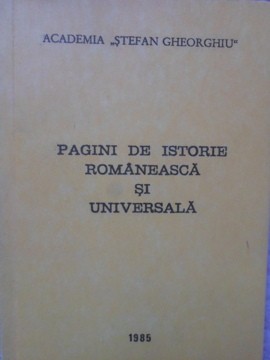 ACADEMIA „ŞTEFAN GHEORGHIU"
PAGINI DE ISTORIE
ROMÂNEASCĂ
ŞI
UNIVERSALĂ
1985